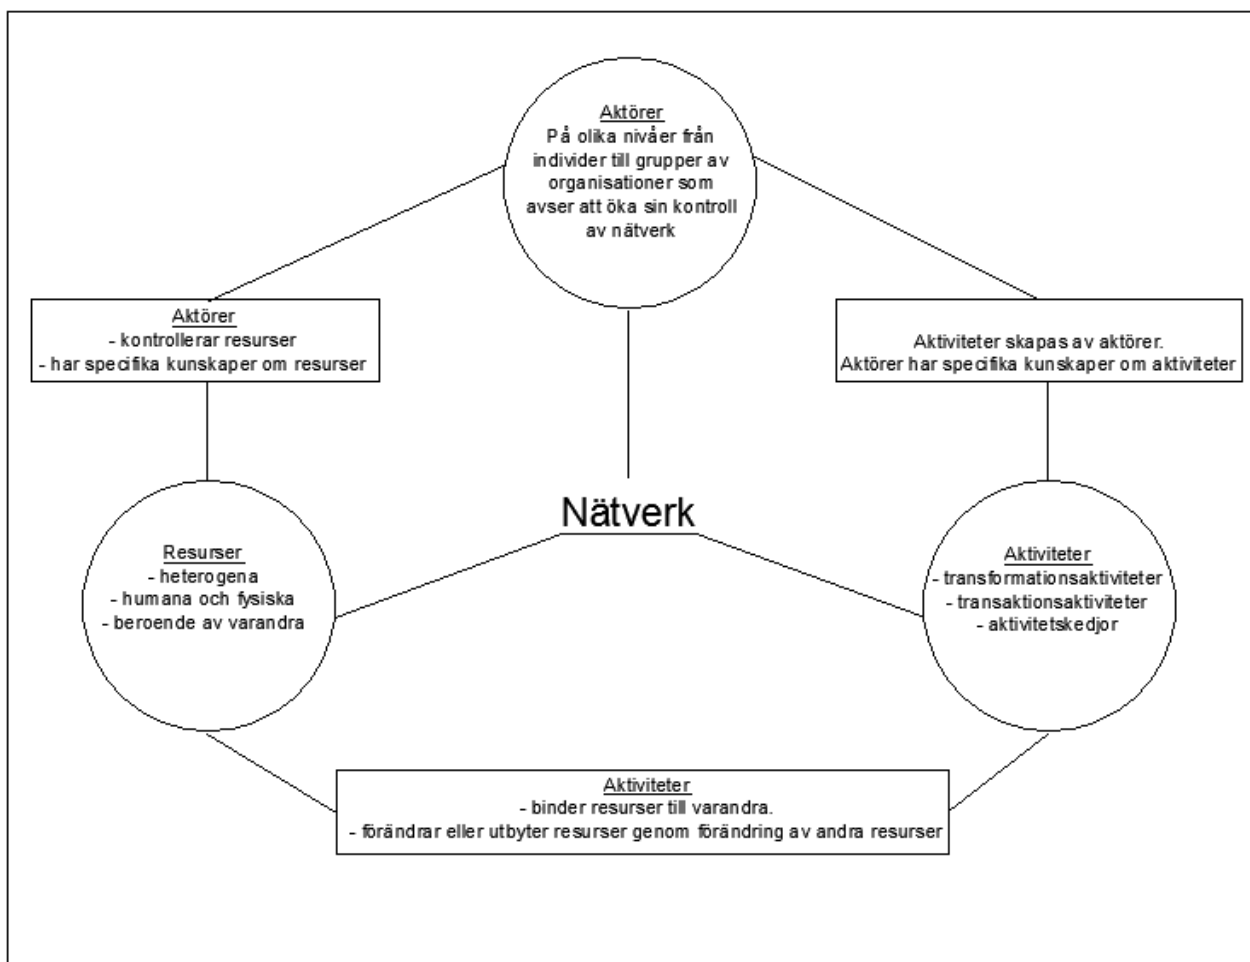 Aktörer
På olika nivåer från
individer till grupper av
organisationer som
avser att öka sin kontroll
av nätverk
Aktörer
- kontrollerar resurser
- har specifika kunskaper om resurser
Aktiviteter skapas av aktörer.
Aktörer har specifika kunskaper om aktiviteter
Nätverk
Resurser
- heterogena
- humana och fysiska
- beroende av varandra
Aktiviteter
- transformationsaktiviteter
- transaktionsaktiviteter
- aktivitetskedjor
Aktiviteter
- binder resurser till varandra.
- förändrar eller utbyter resurser genom förändring av andra resurser